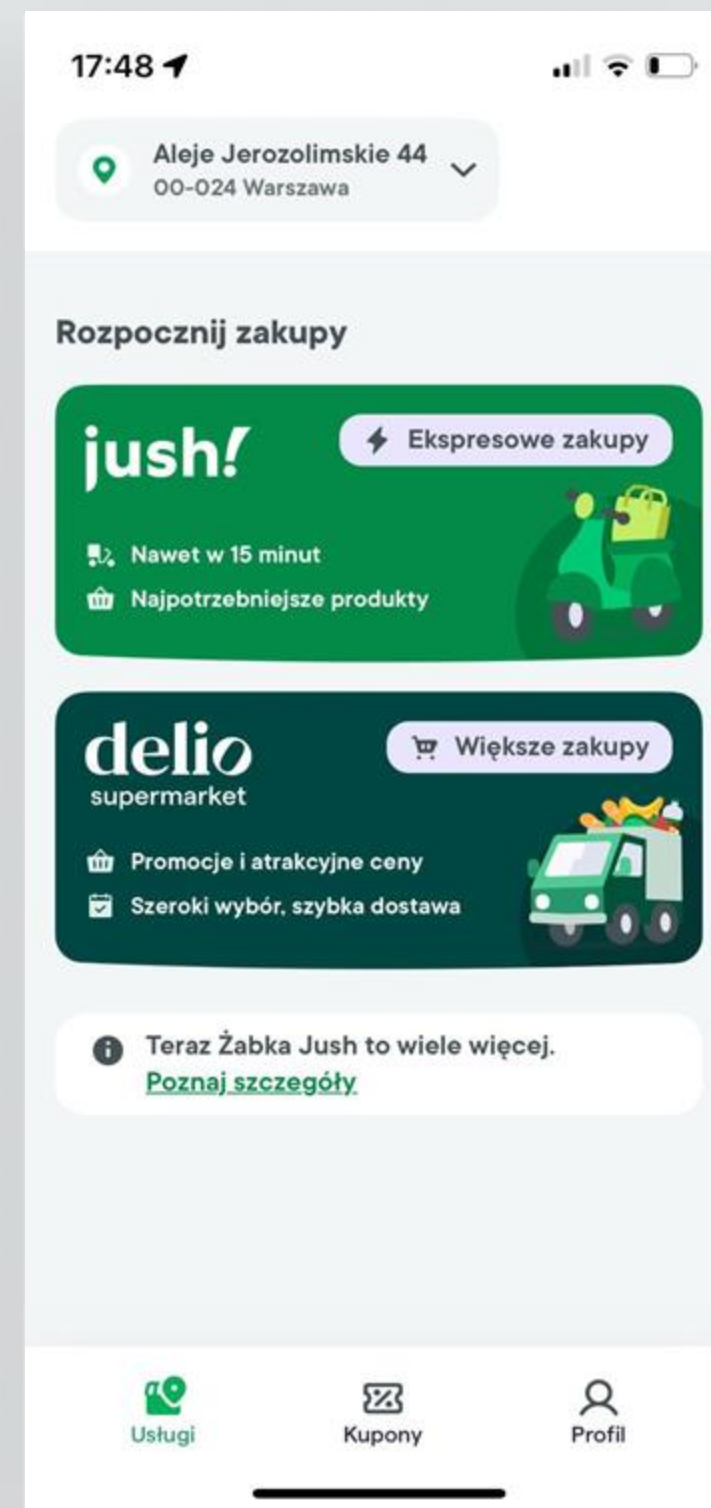 17:48
Aleje Jerozolimskie 44
00-024 Warszawa
Rozpocznij zakupy
jush!
Ekspresowe zakupy
Nawet w 15 minut
Najpotrzebniejsze produkty
delio
supermarket
Większe zakupy
Promocje i atrakcyjne ceny
Szeroki wybór, szybka dostawa
Teraz Żabka Jush to wiele więcej.
Poznaj szczegóły
Usługi
Kupony
Profil